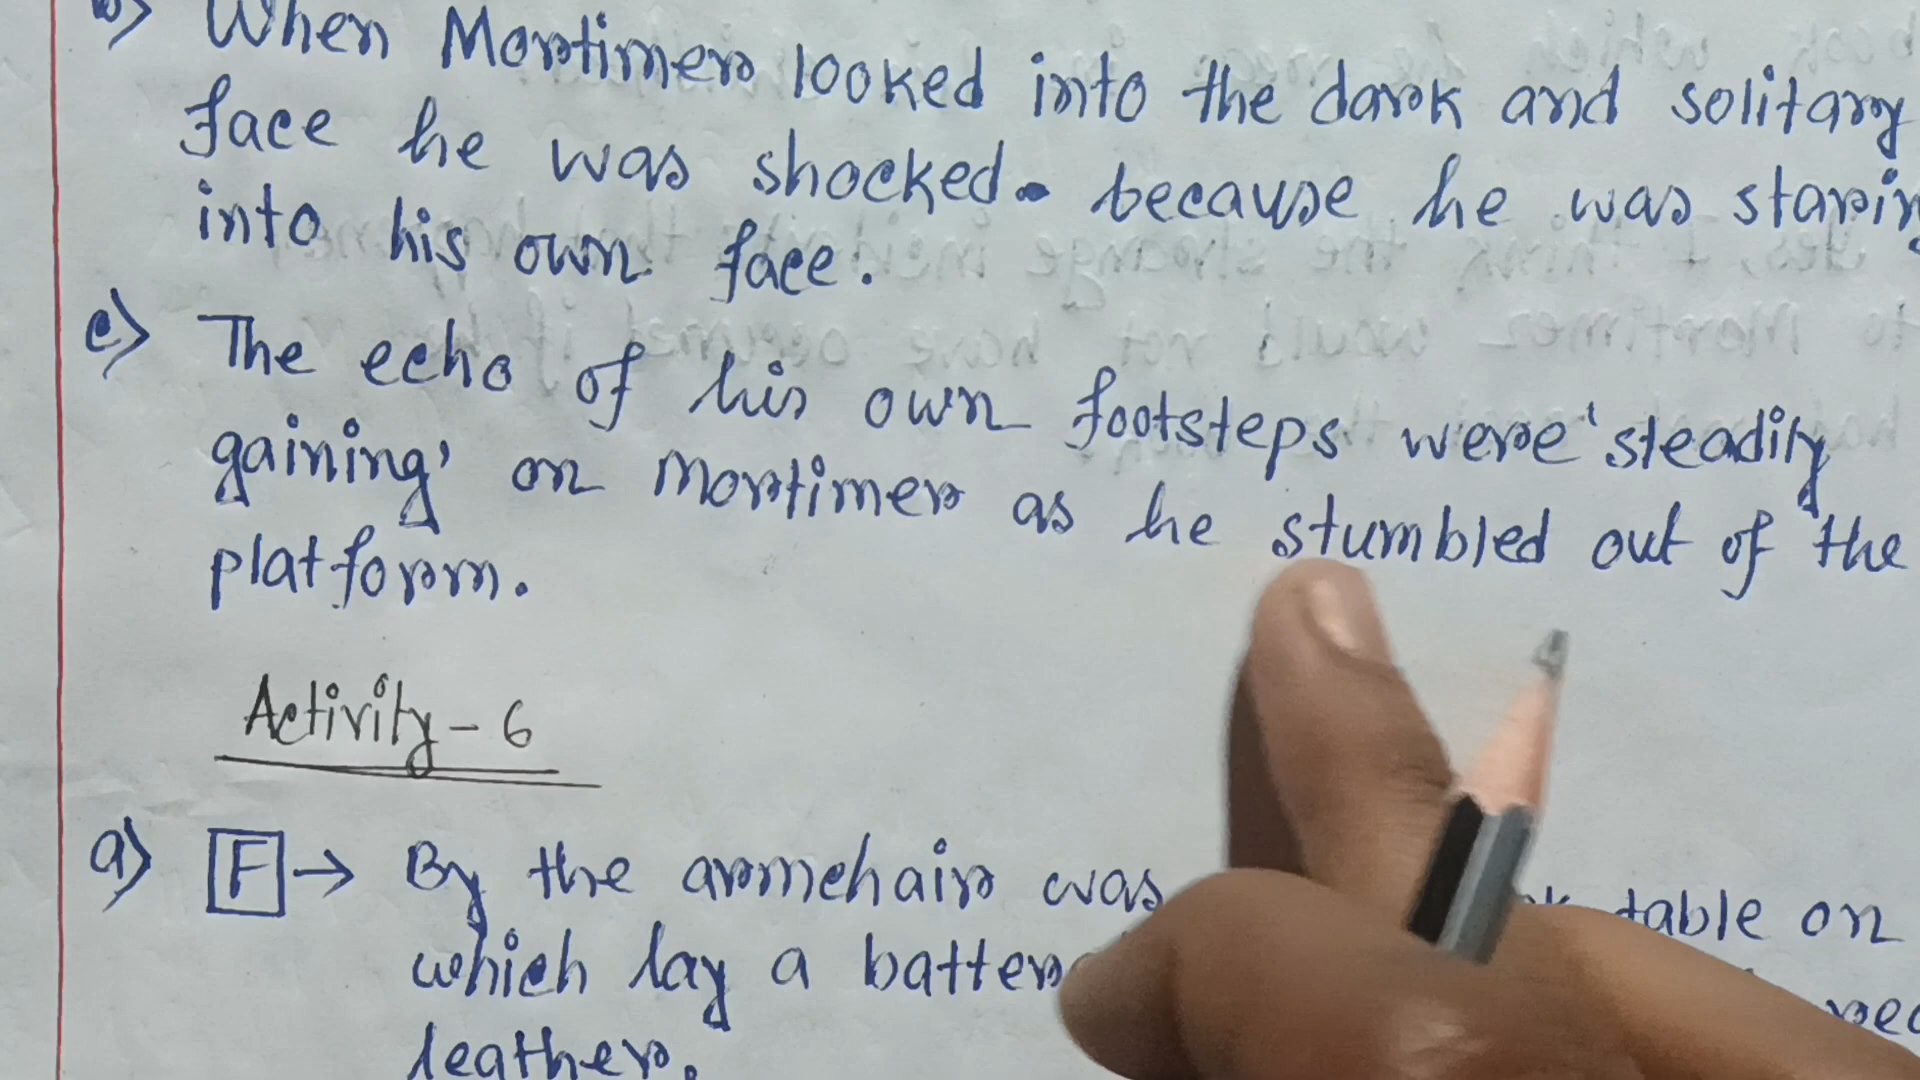 b) When Mortimer looked into the dark and solitary
face he was shocked. because he was starin
into his own face.
c) The echo of his own footsteps were 'steadily
gaining' on Mortimer as he stumbled out of the
platform.
Activity - 6
a) F → By the armchair was table on
which lay a
leather.